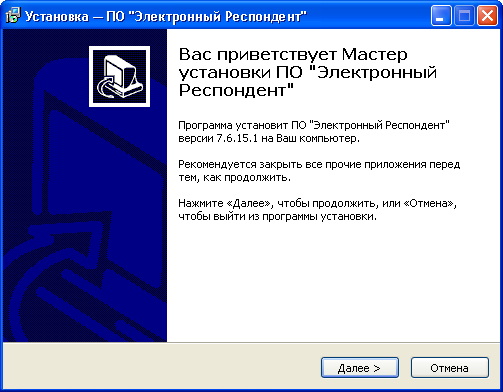 Установка — ПО "Электронный Респондент"
Вас приветствует Мастер
установки ПО "Электронный
Респондент"
Программа установит ПО "Электронный Респондент"
версии 7.6.15.1 на Ваш компьютер.
Рекомендуется закрыть все прочие приложения перед
тем, как продолжить.
Нажмите «Далее», чтобы продолжить, или «Отмена»,
чтобы выйти из программы установки.
Далее >
Отмена